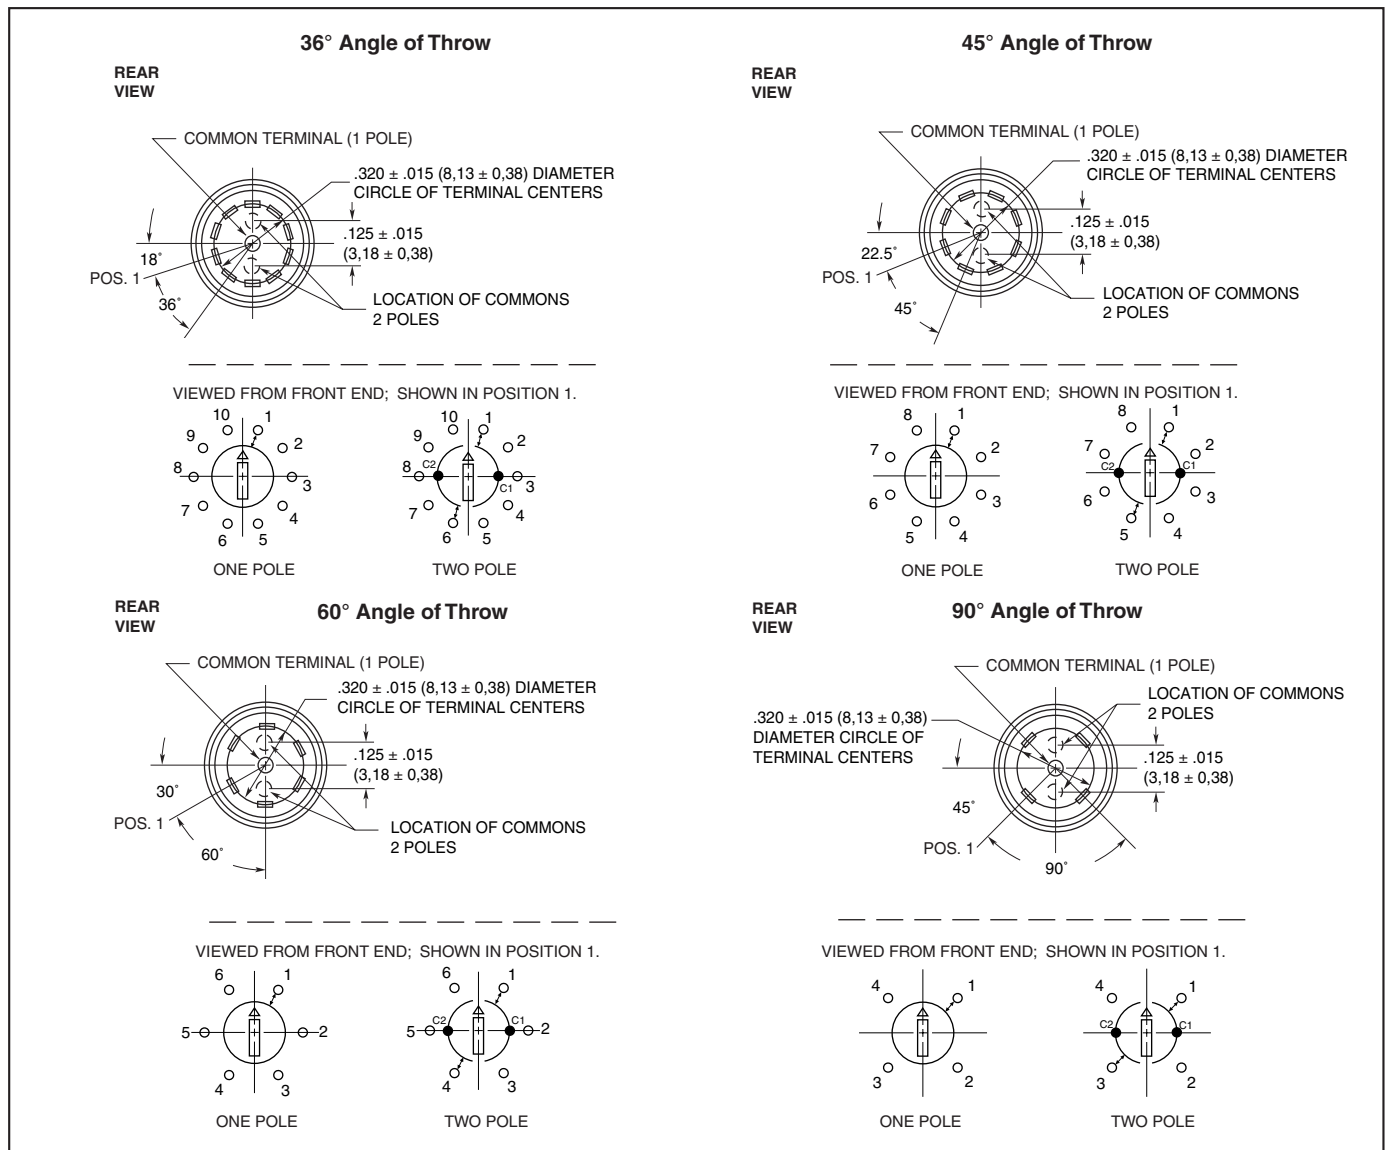 36° Angle of Throw
REAR
VIEW
COMMON TERMINAL (1 POLE)
.320 ± .015 (8,13 ± 0,38) DIAMETER
CIRCLE OF TERMINAL CENTERS
.125 ± .015
(3,18 ± 0,38)
18°
POS. 1
36°
LOCATION OF COMMONS
2 POLES
VIEWED FROM FRONT END; SHOWN IN POSITION 1.
10 1
9 2
8 3
7 4
6 5
ONE POLE
10 1
9 2
8 C2 C1 3
7 4
6 5
TWO POLE
45° Angle of Throw
REAR
VIEW
COMMON TERMINAL (1 POLE)
.320 ± .015 (8,13 ± 0,38) DIAMETER
CIRCLE OF TERMINAL CENTERS
.125 ± .015
(3,18 ± 0,38)
22.5°
POS. 1
45°
LOCATION OF COMMONS
2 POLES
VIEWED FROM FRONT END; SHOWN IN POSITION 1.
8 1
7 2
6 3
5 4
ONE POLE
8 1
7 2
C2 C1
6 3
5 4
TWO POLE
60° Angle of Throw
REAR
VIEW
COMMON TERMINAL (1 POLE)
.320 ± .015 (8,13 ± 0,38) DIAMETER
CIRCLE OF TERMINAL CENTERS
.125 ± .015
(3,18 ± 0,38)
30°
POS. 1
60°
LOCATION OF COMMONS
2 POLES
VIEWED FROM FRONT END; SHOWN IN POSITION 1.
6 1
5 2
4 3
ONE POLE
6 1
5 C2 C1 2
4 3
TWO POLE
90° Angle of Throw
REAR
VIEW
COMMON TERMINAL (1 POLE)
LOCATION OF COMMONS
2 POLES
.320 ± .015 (8,13 ± 0,38)
DIAMETER CIRCLE OF
TERMINAL CENTERS
.125 ± .015
(3,18 ± 0,38)
45°
POS. 1
90°
VIEWED FROM FRONT END; SHOWN IN POSITION 1.
4 1
3 2
ONE POLE
4 1
C2 C1
3 2
TWO POLE